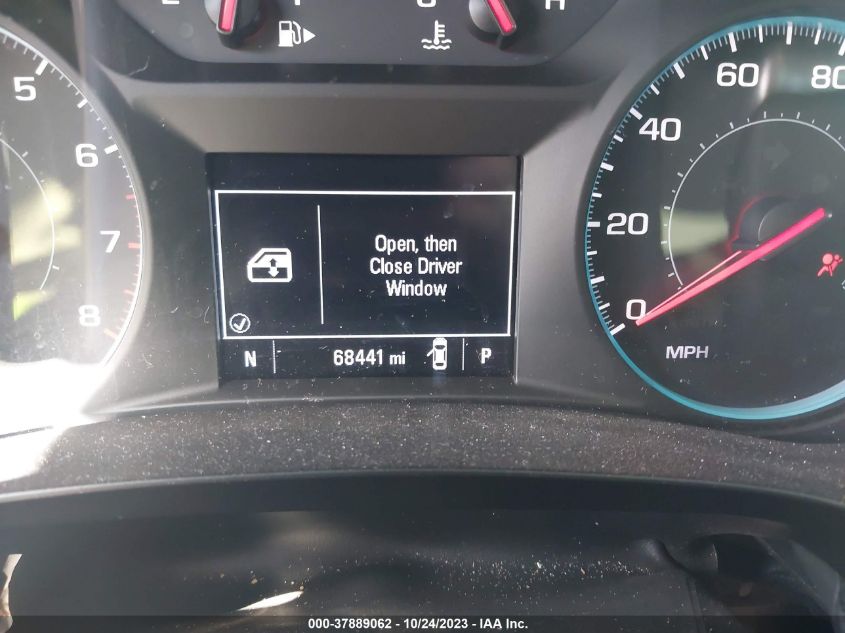 E
F
C
H
5
6
7
8
Open, then
Close Driver
Window
N 68441 mi P
0
20
40
60
80
MPH
000-37889062 - 10/24/2023 - IAA Inc.